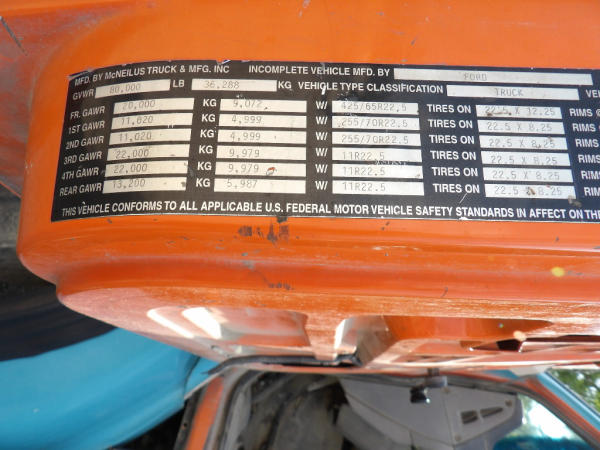 MFD. BY McNEILUS TRUCK & MFG. INC INCOMPLETE VEHICLE MFD. BY FORD
GVWR 80,000 LB 36,288 KG VEHICLE TYPE CLASSIFICATION TRUCK VE
FR. GAWR 20,000 KG 9,072 W/ 425/65R22.5 TIRES ON 22.5 X 12.25 RIMS @
1ST GAWR 11,020 KG 4,999 W/ 255/70R22.5 TIRES ON 22.5 X 8.25 RIMS
2ND GAWR 11,020 KG 4,999 W/ 255/70R22.5 TIRES ON 22.5 X 8.25 RIMS
3RD GAWR 22,000 KG 9,979 W/ 11R22.5 TIRES ON 22.5 X 8.25 RIMS
4TH GAWR 22,000 KG 9,979 W/ 11R22.5 TIRES ON 22.5 X 8.25 RIMS
REAR GAWR 13,200 KG 5,987 W/ 11R22.5 TIRES ON 22.5 X 8.25 RIMS
THIS VEHICLE CONFORMS TO ALL APPLICABLE U.S. FEDERAL MOTOR VEHICLE SAFETY STANDARDS IN AFFECT ON THE